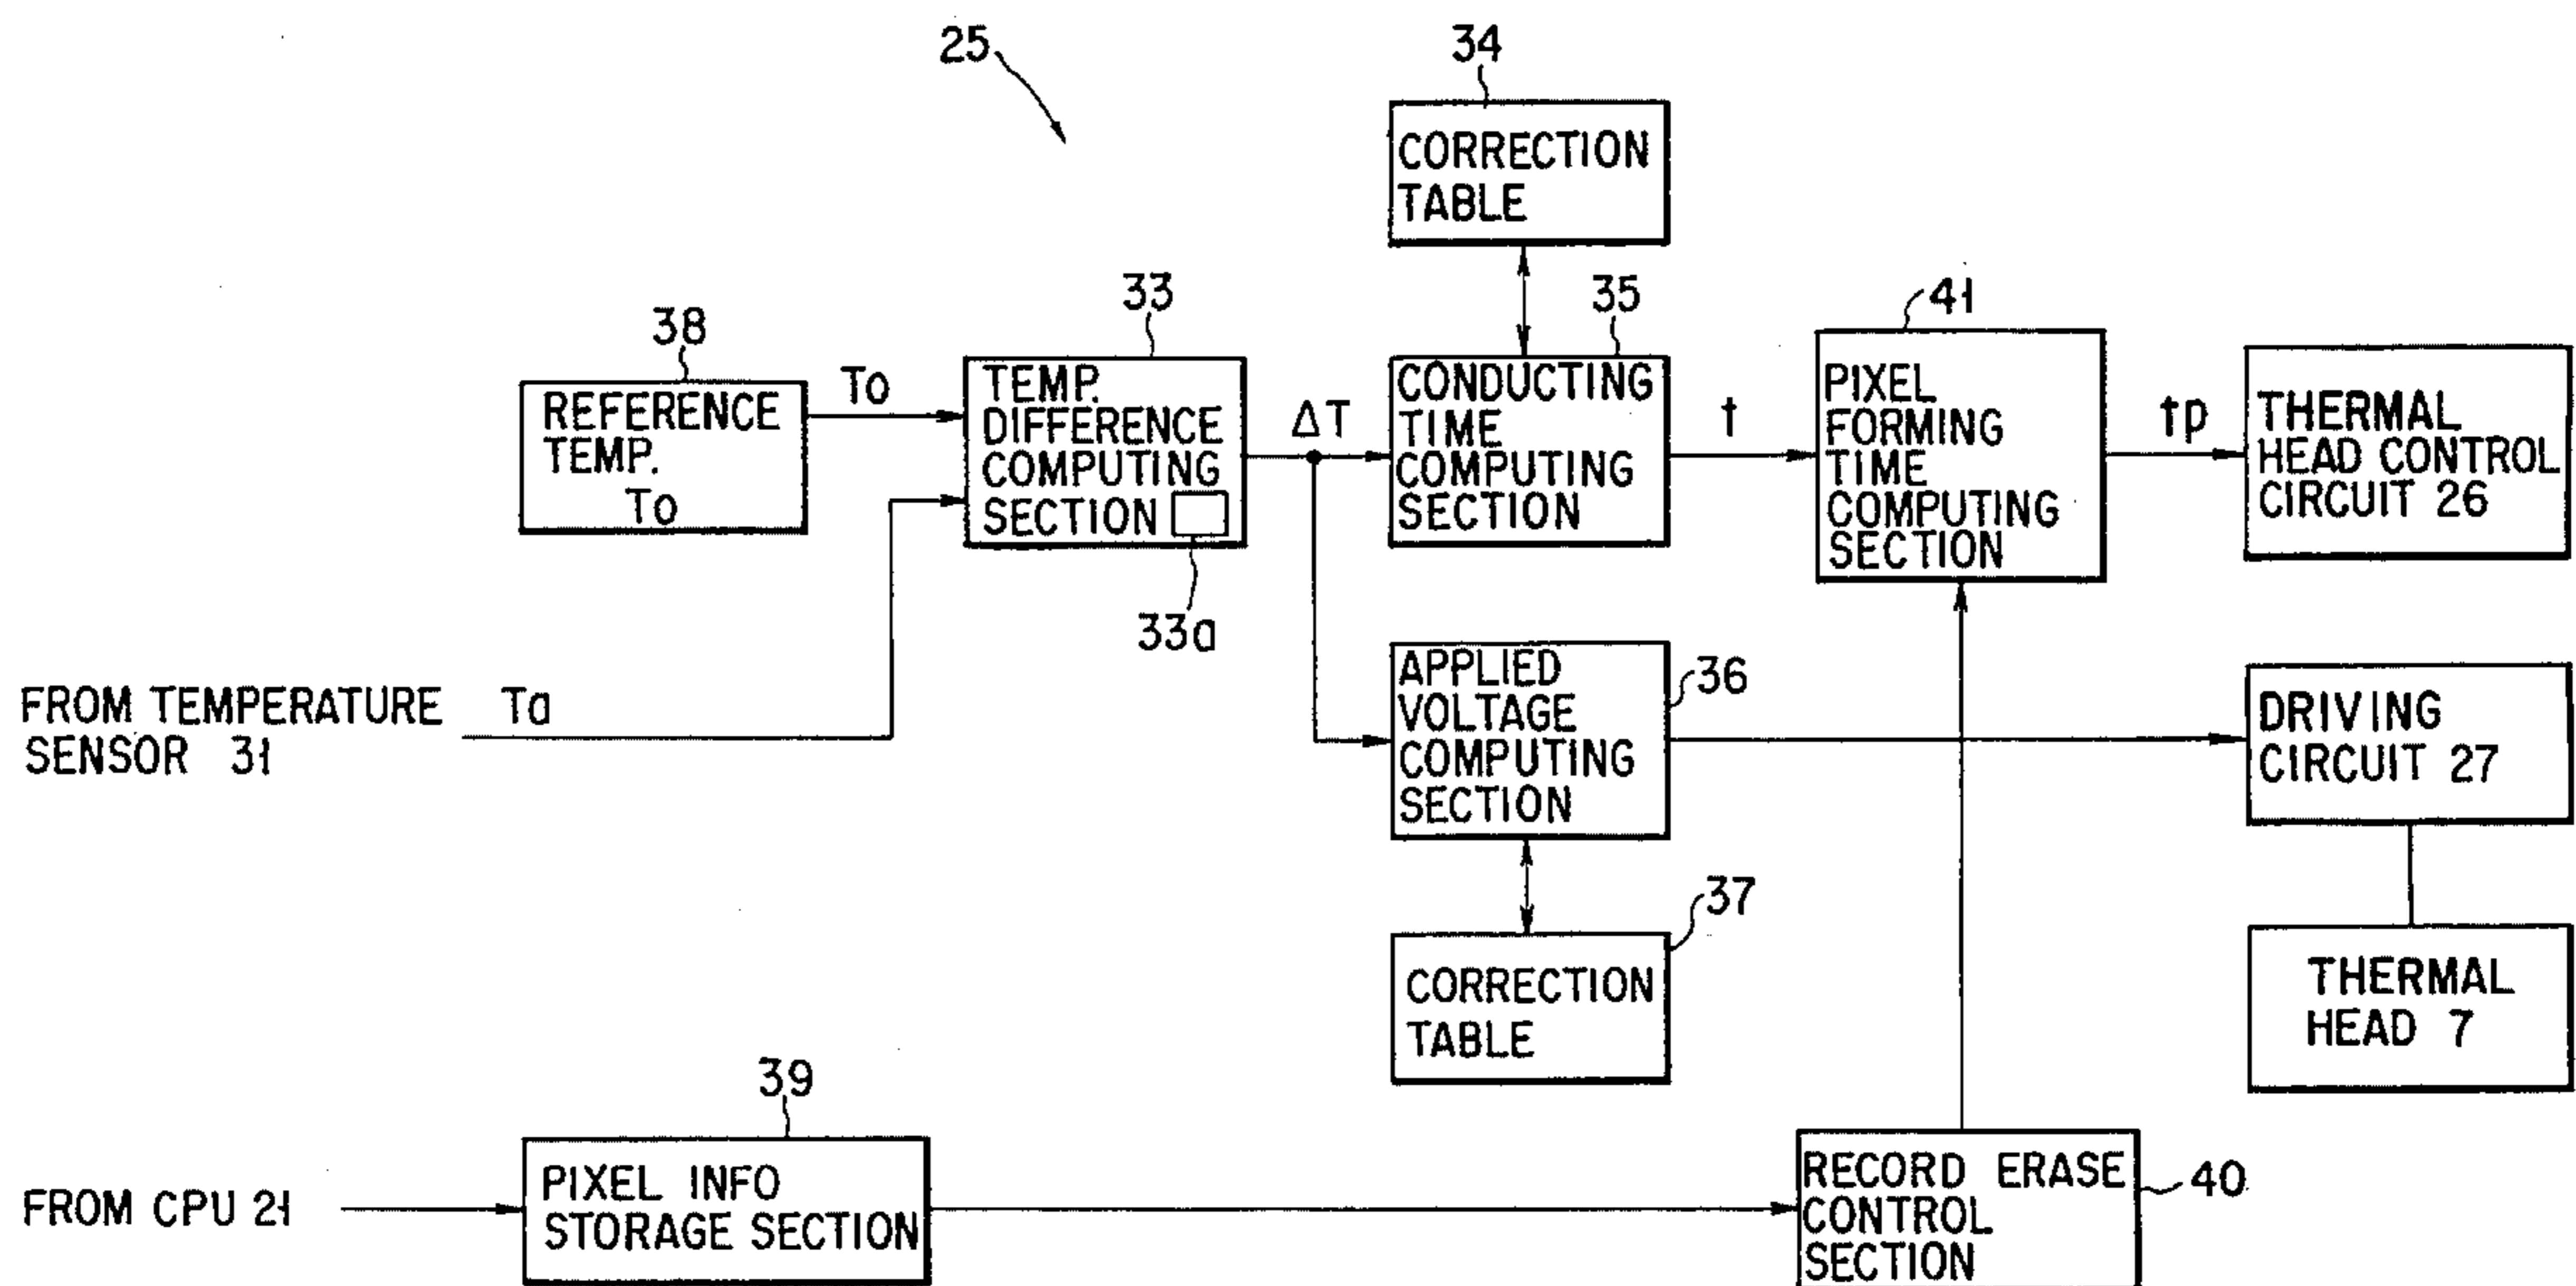 25
34
CORRECTION
TABLE
33
35
41
38
REFERENCE
TEMP.
To
To
TEMP.
DIFFERENCE
COMPUTING
SECTION
33a
ΔT
CONDUCTING
TIME
COMPUTING
SECTION
t
PIXEL
FORMING
TIME
COMPUTING
SECTION
tp
THERMAL
HEAD CONTROL
CIRCUIT 26
FROM TEMPERATURE
SENSOR 31
Ta
APPLIED
VOLTAGE
COMPUTING
SECTION
36
DRIVING
CIRCUIT 27
37
CORRECTION
TABLE
THERMAL
HEAD 7
39
FROM CPU 21
PIXEL INFO
STORAGE SECTION
RECORD ERASE
CONTROL
SECTION
40